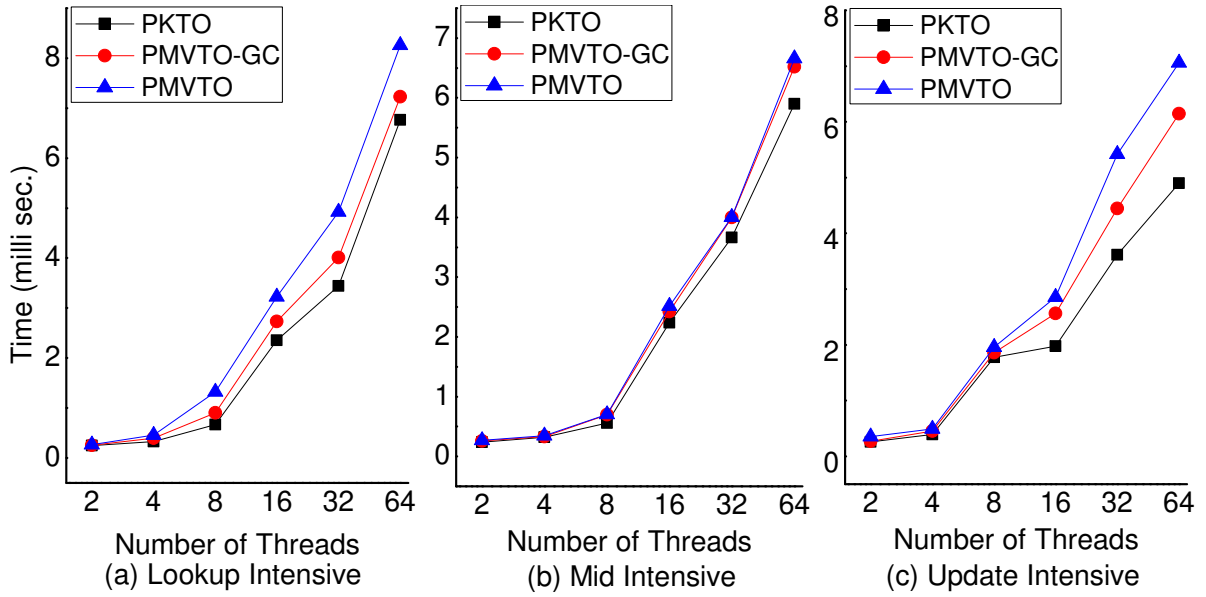 PKTO
PMVTO-GC
PMVTO
Time (milli sec.)
8
6
4
2
0
2 4 8 16 32 64
Number of Threads
(a) Lookup Intensive
PKTO
PMVTO-GC
PMVTO
7
6
5
4
3
2
1
0
2 4 8 16 32 64
Number of Threads
(b) Mid Intensive
PKTO
PMVTO-GC
PMVTO
8
6
4
2
0
2 4 8 16 32 64
Number of Threads
(c) Update Intensive